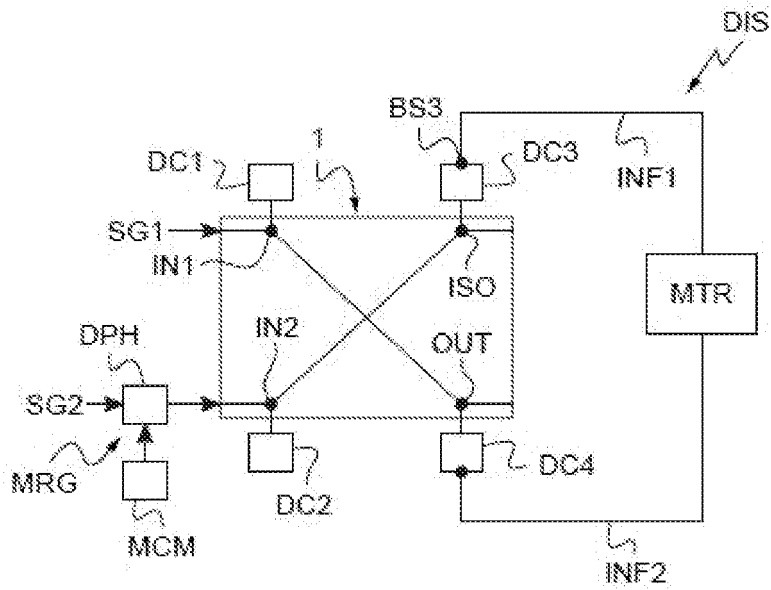 DIS
BS3
1
DC1
DC3
INF1
SG1
IN1
ISO
MTR
IN2
DPH
OUT
SG2
MRG
DC2
DC4
MCM
INF2